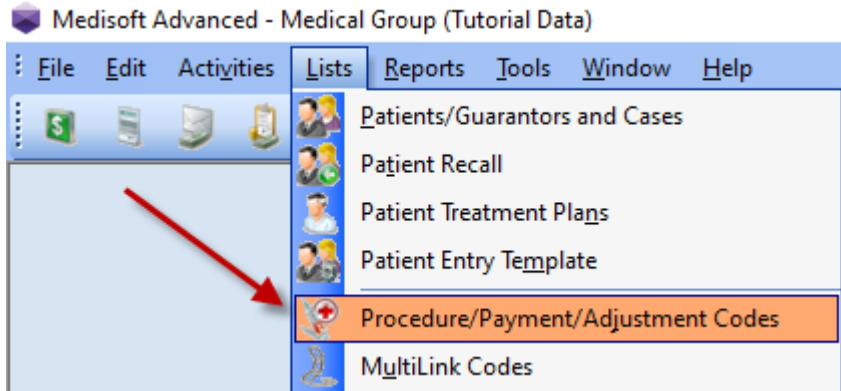 Medisoft Advanced - Medical Group (Tutorial Data)
File Edit Activities Lists Reports Tools Window Help
$
Patients/Guarantors and Cases
Patient Recall
Patient Treatment Plans
Patient Entry Template
Procedure/Payment/Adjustment Codes
MultiLink Codes